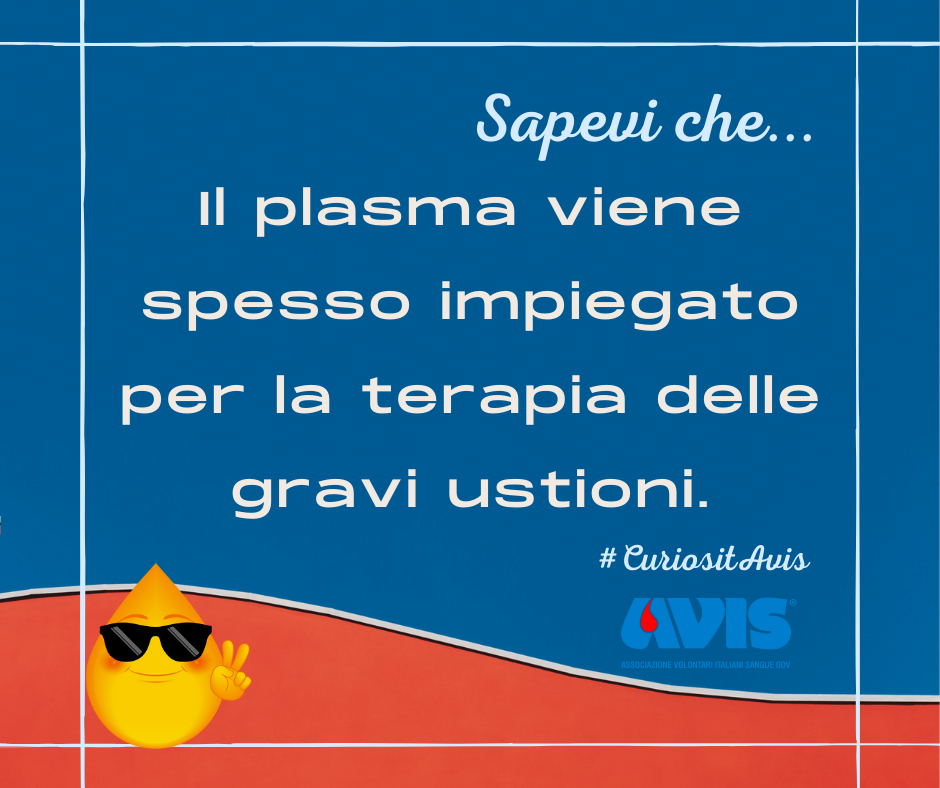 Sapevi che...
Il plasma viene
spesso impiegato
per la terapia delle
gravi ustioni.
#CuriositAvis
AVIS®
ASSOCIAZIONE VOLONTARI ITALIANI SANGUE ODV